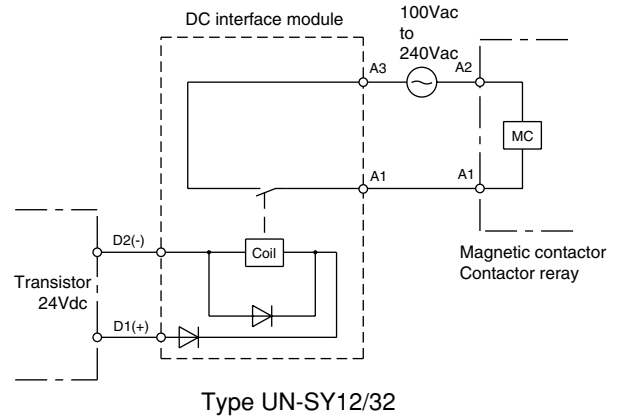 DC interface module
100Vac
to
240Vac
A3
A2
MC
A1
A1
D2(-)
Coil
Magnetic contactor
Contactor reray
Transistor
24Vdc
D1(+)
Type UN-SY12/32